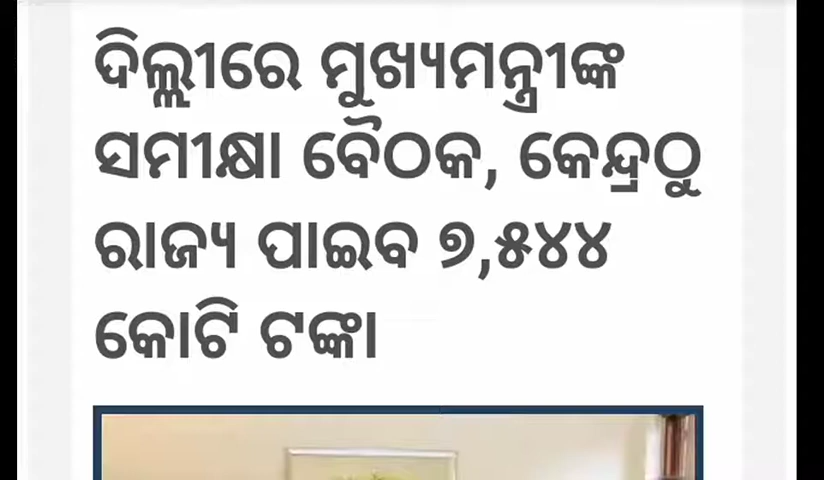 ଦିଲ୍ଲୀରେ ମୁଖ୍ୟମନ୍ତ୍ରୀଙ୍କ
ସମୀକ୍ଷା ବୈଠକ, କେନ୍ଦ୍ରଠୁ
ରାଜ୍ୟ ପାଇବ ୭,୫୪୪
କୋଟି ଟଙ୍କା